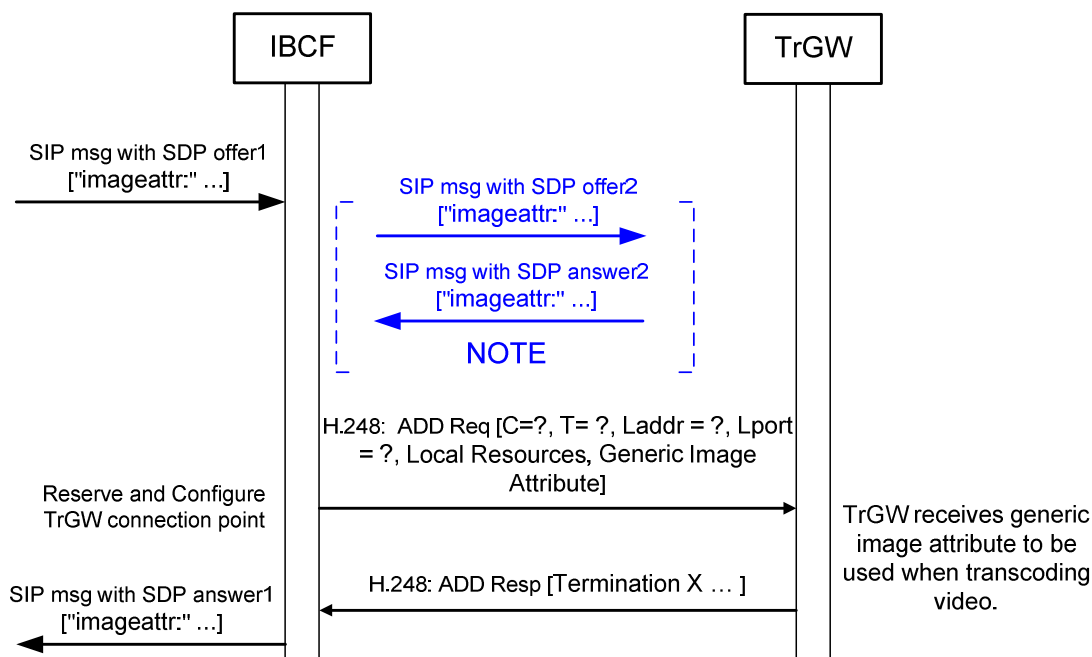 IBCF
TrGW
SIP msg with SDP offer1
["imageattr:" ...]
SIP msg with SDP offer2
["imageattr:" ...]
SIP msg with SDP answer2
["imageattr:" ...]
NOTE
H.248: ADD Req [C=?, T= ?, Laddr = ?, Lport
= ?, Local Resources, Generic Image
Attribute]
Reserve and Configure
TrGW connection point
TrGW receives generic
image attribute to be
used when transcoding
video.
H.248: ADD Resp [Termination X … ]
SIP msg with SDP answer1
["imageattr:" ...]